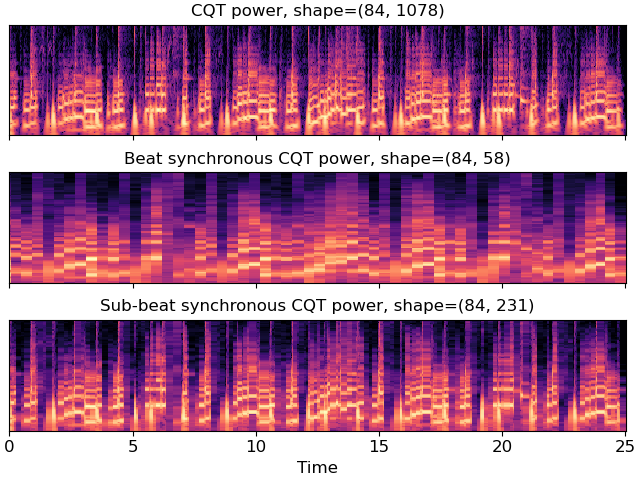 CQT power, shape=(84, 1078)
Beat synchronous CQT power, shape=(84, 58)
Sub-beat synchronous CQT power, shape=(84, 231)
0 5 10 15 20 25
Time